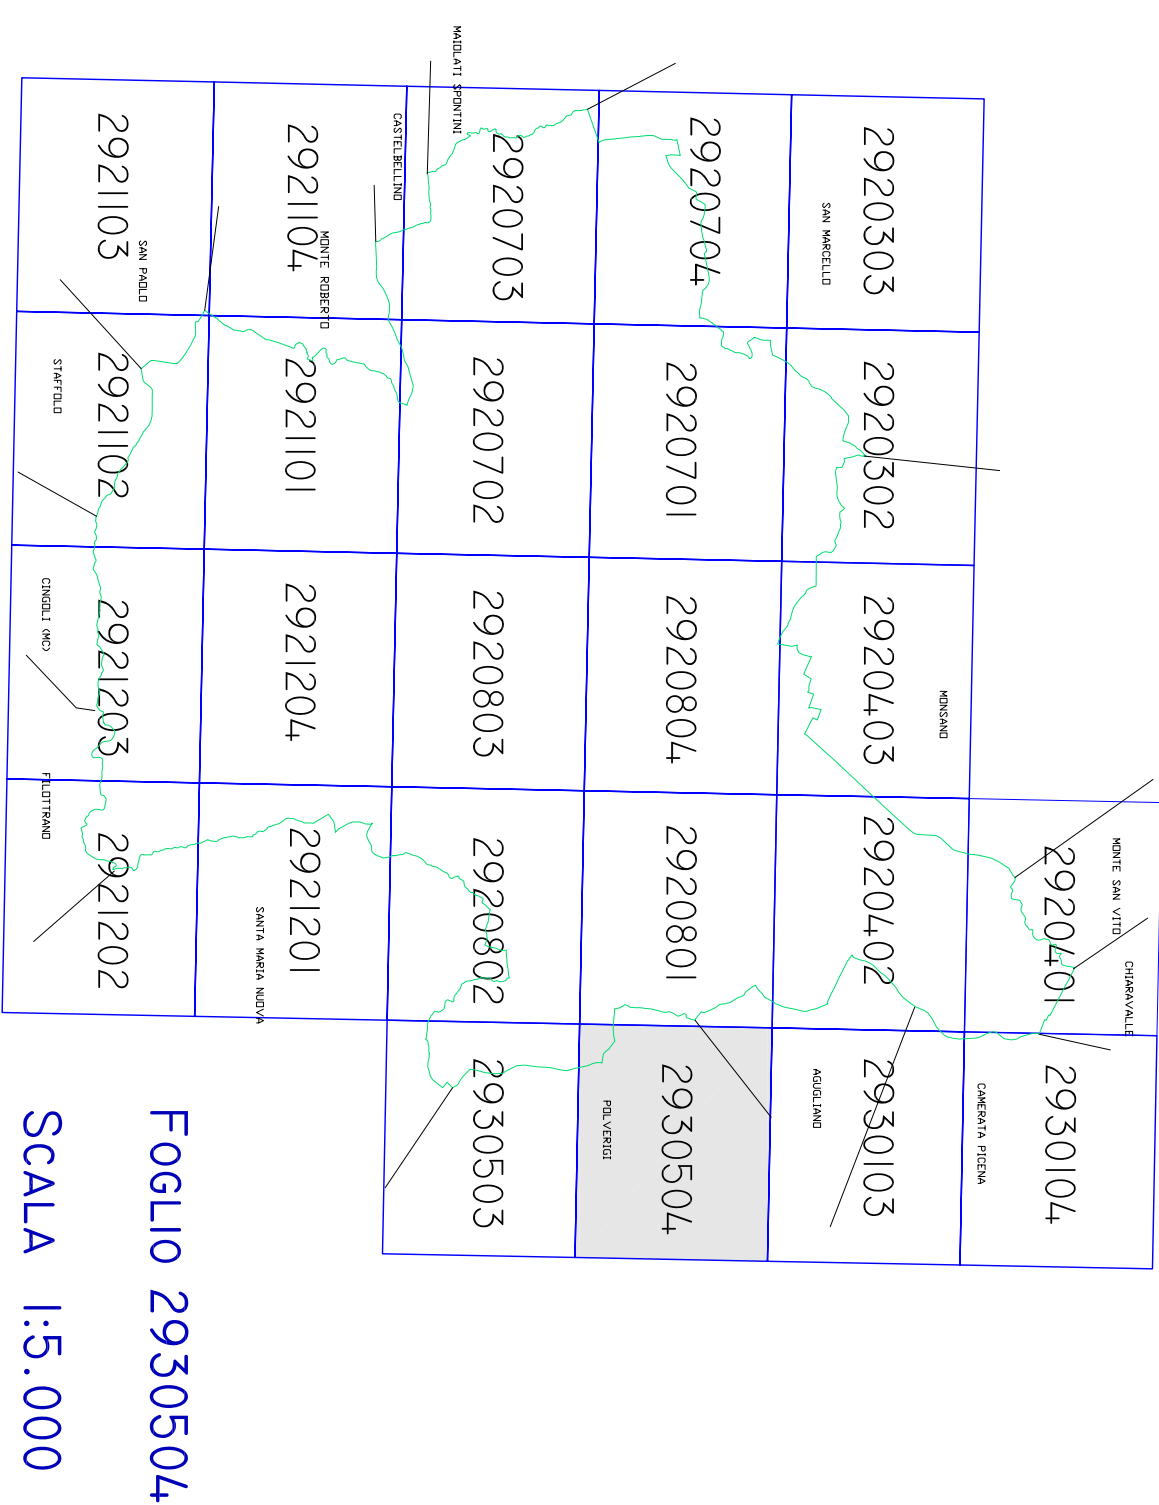 CHIARAVALLE
MONTE SAN VITO
2920401
2930104
CAMERATA PICENA
MONSANO
2920303
2920302
2920403
2920402
2930103
SAN MARCELLO
AGUGLIANO
2920704
2920701
2920804
2920801
2930504
POLVERIGI
2920703
2920702
2920803
2920802
2930503
MAIOLATI SPONTINI
CASTELBELLINO
MONTE ROBERTO
2921104
2921101
2921204
2921201
SANTA MARIA NUOVA
SAN PAOLO
2921103
2921102
2921203
2921202
STAFFOLO
CINGOLI (MC)
FILOTTRANO
FOGLIO 2930504
SCALA 1:5.000